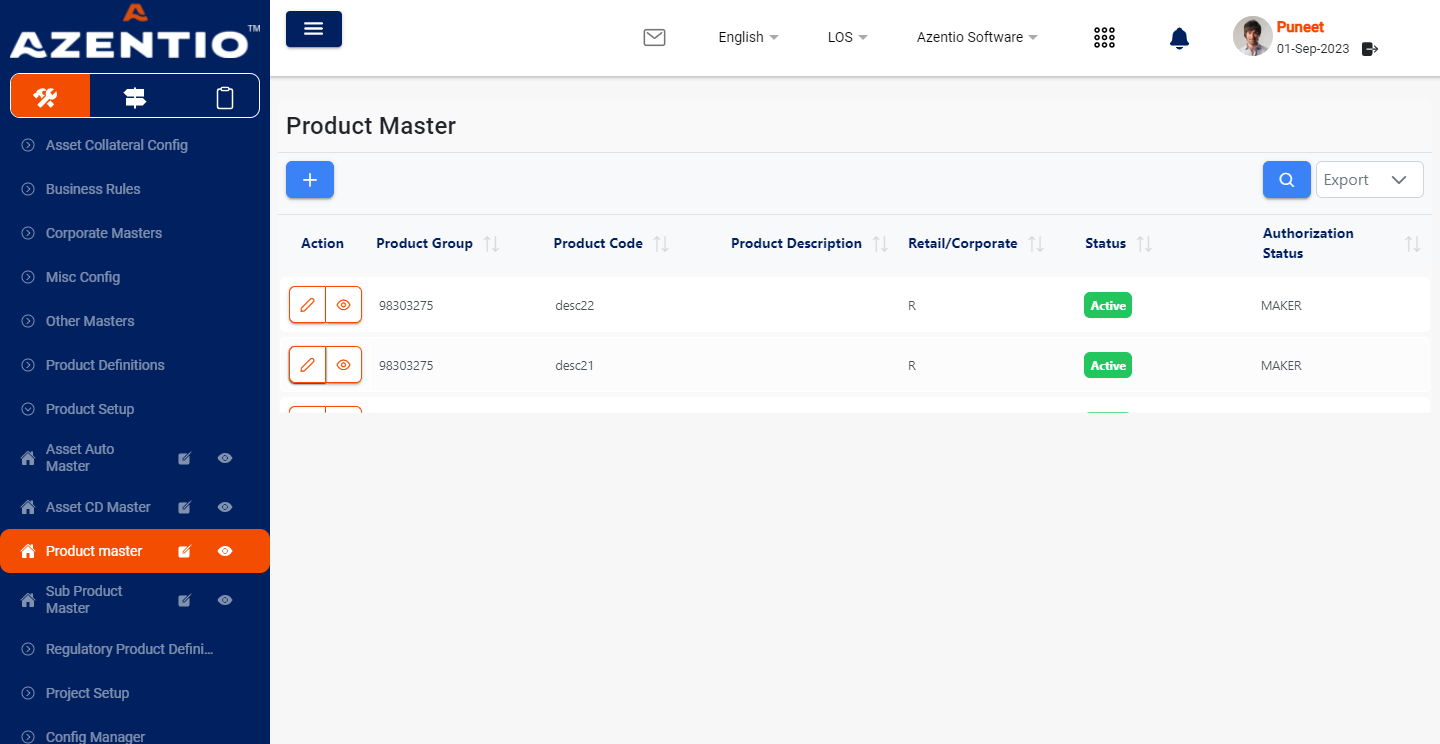 AZENTIO™
English
LOS
Azentio Software
Puneet
01-Sep-2023
Asset Collateral Config
Business Rules
Corporate Masters
Misc Config
Other Masters
Product Definitions
Product Setup
Asset Auto
Master
Asset CD Master
Product master
Sub Product
Master
Regulatory Product Defini...
Project Setup
Config Manager
Product Master
Export
Action Product Group Product Code Product Description Retail/Corporate Status Authorization
Status
98303275 desc22 R Active MAKER
98303275 desc21 R Active MAKER